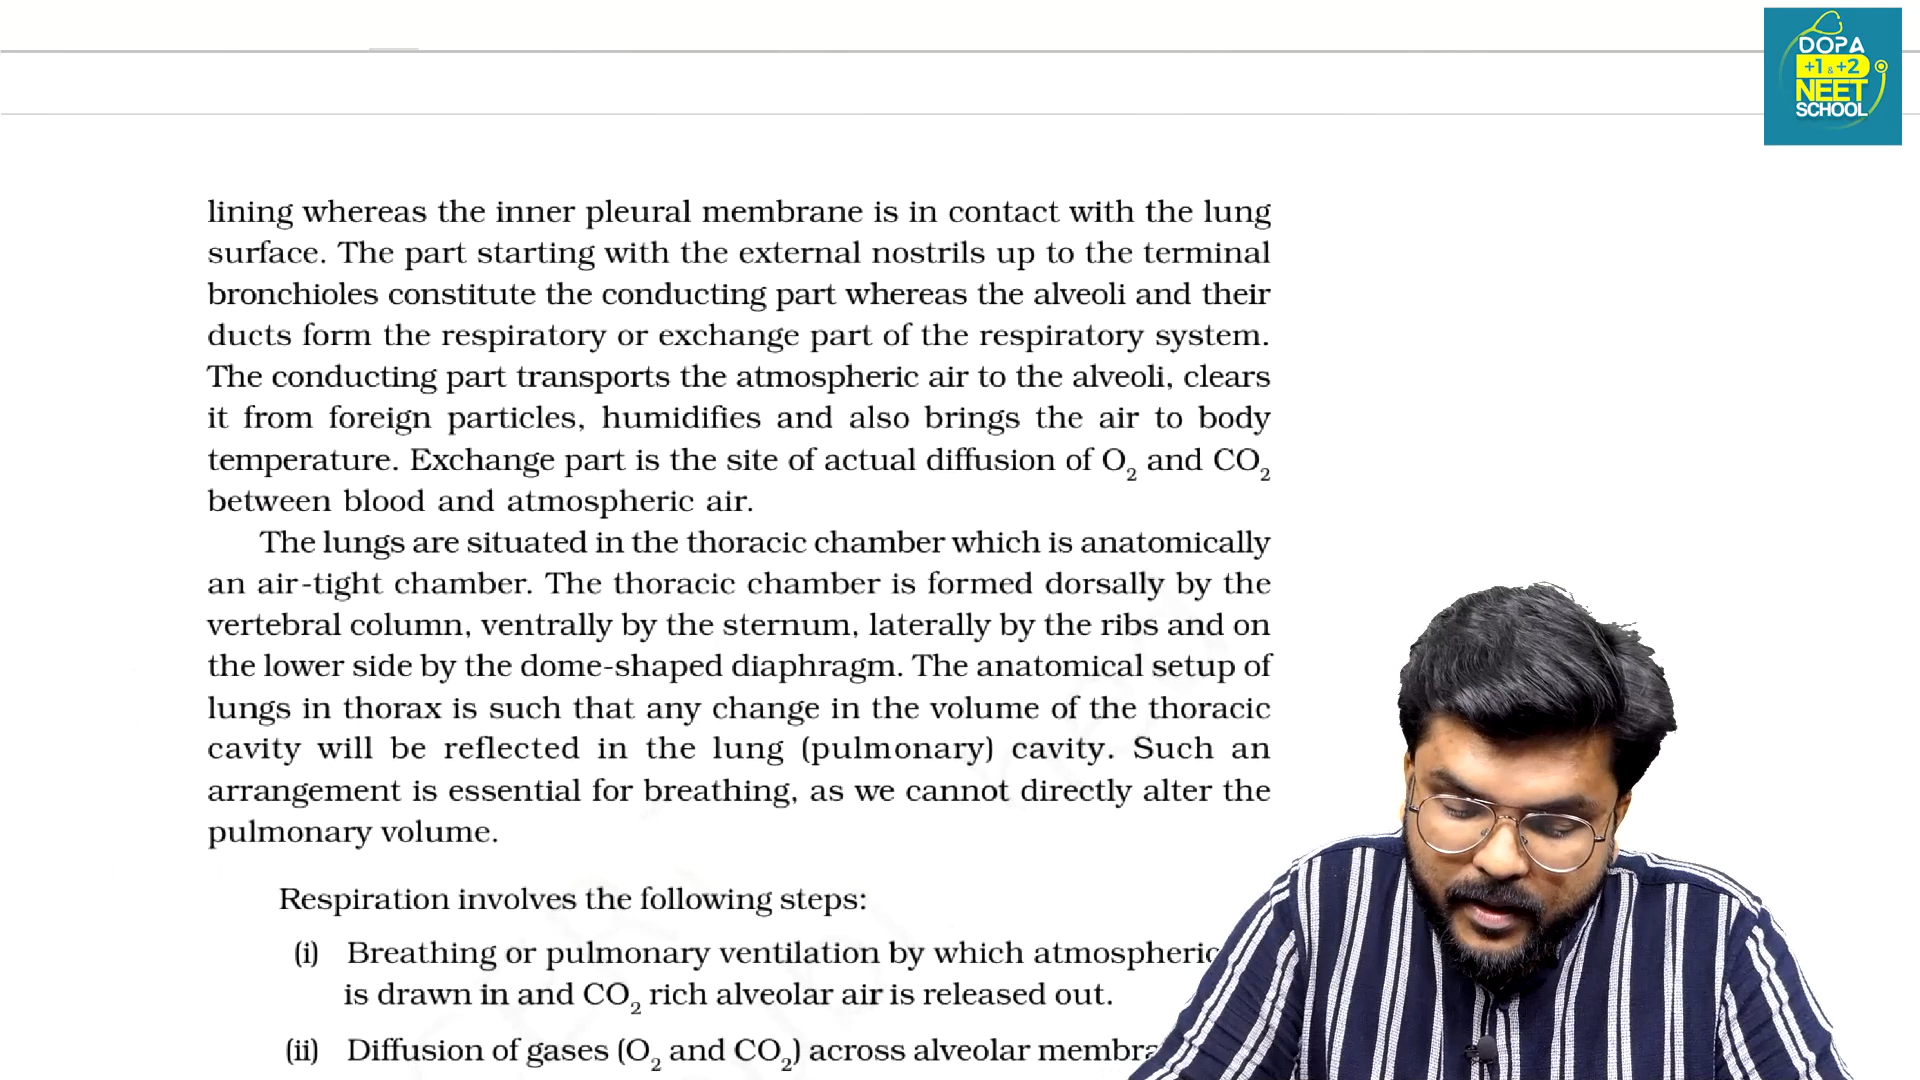 DOPA
+1 & +2
NEET
SCHOOL
lining whereas the inner pleural membrane is in contact with the lung
surface. The part starting with the external nostrils up to the terminal
bronchioles constitute the conducting part whereas the alveoli and their
ducts form the respiratory or exchange part of the respiratory system.
The conducting part transports the atmospheric air to the alveoli, clears
it from foreign particles, humidifies and also brings the air to body
temperature. Exchange part is the site of actual diffusion of O₂ and CO₂
between blood and atmospheric air.
The lungs are situated in the thoracic chamber which is anatomically
an air-tight chamber. The thoracic chamber is formed dorsally by the
vertebral column, ventrally by the sternum, laterally by the ribs and on
the lower side by the dome-shaped diaphragm. The anatomical setup of
lungs in thorax is such that any change in the volume of the thoracic
cavity will be reflected in the lung (pulmonary) cavity. Such an
arrangement is essential for breathing, as we cannot directly alter the
pulmonary volume.
Respiration involves the following steps:
(i) Breathing or pulmonary ventilation by which atmospheric
is drawn in and CO₂ rich alveolar air is released out.
(ii) Diffusion of gases (O₂ and CO₂) across alveolar